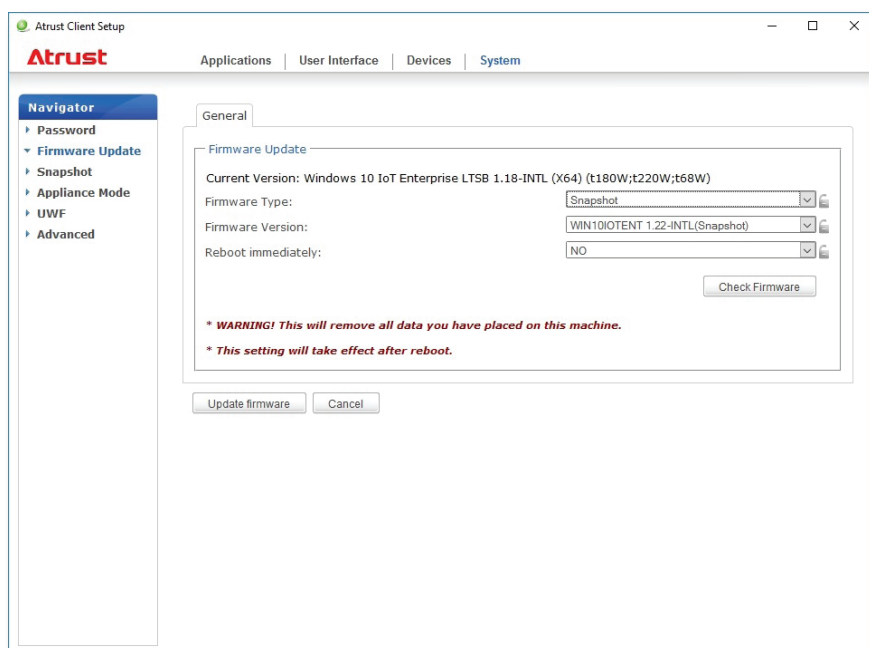 Atrust Client Setup
Atrust
Applications | User Interface | Devices | System
Navigator
Password
Firmware Update
Snapshot
Appliance Mode
UWF
Advanced
General
Firmware Update
Current Version: Windows 10 IoT Enterprise LTSB 1.18-INTL (X64) (t180W;t220W;t68W)
Firmware Type: Snapshot
Firmware Version: WIN10IOTENT 1.22-INTL(Snapshot)
Reboot immediately: NO
Check Firmware
* WARNING! This will remove all data you have placed on this machine.
* This setting will take effect after reboot.
Update firmware Cancel